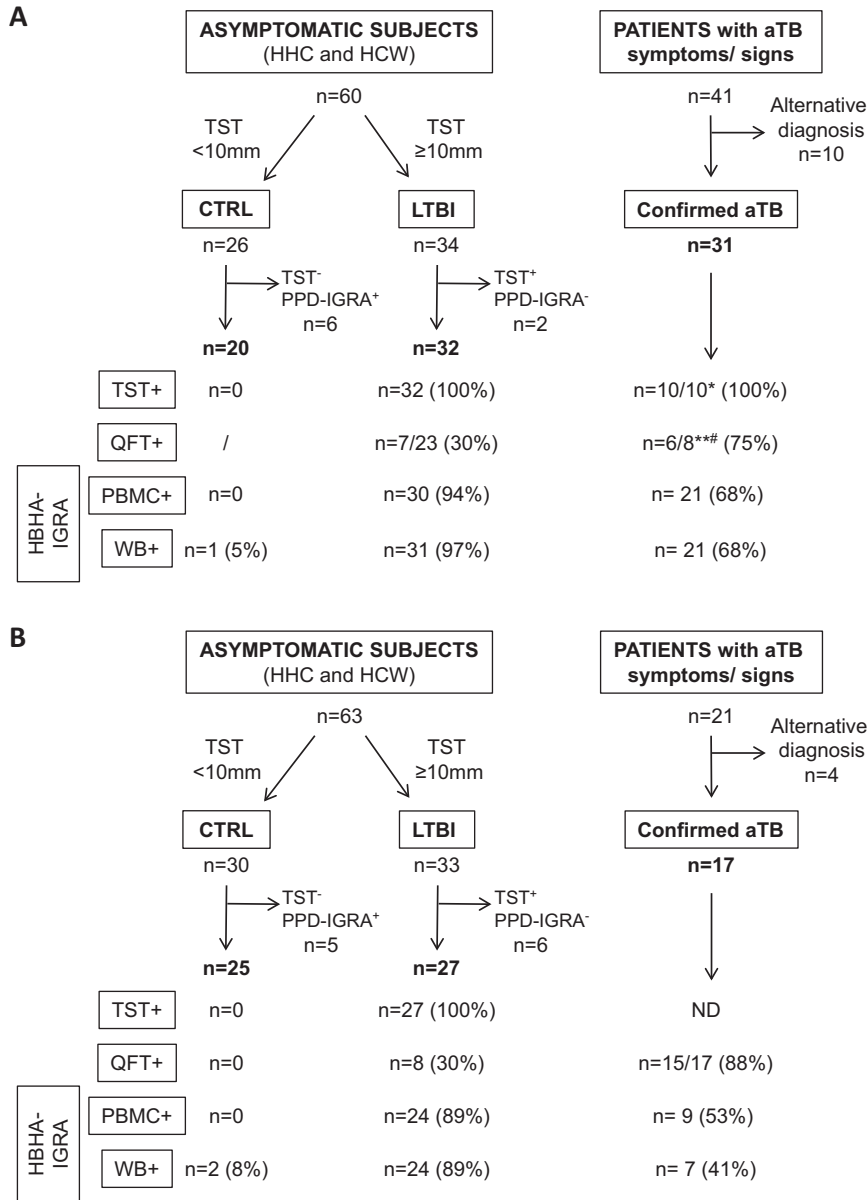 A
ASYMPTOMATIC SUBJECTS
(HHC and HCW)
PATIENTS with aTB
symptoms/ signs
n=60
n=41
TST
<10mm
TST
≥10mm
Alternative
diagnosis
n=10
CTRL
LTBI
Confirmed aTB
n=26
n=34
n=31
TST-
PPD-IGRA+
n=6
TST+
PPD-IGRA-
n=2
n=20
n=32
TST+
n=0
n=32 (100%)
n=10/10* (100%)
QFT+
/
n=7/23 (30%)
n=6/8**# (75%)
HBHA-
IGRA
PBMC+
n=0
n=30 (94%)
n= 21 (68%)
WB+
n=1 (5%)
n=31 (97%)
n= 21 (68%)
B
ASYMPTOMATIC SUBJECTS
(HHC and HCW)
PATIENTS with aTB
symptoms/ signs
n=63
n=21
TST
<10mm
TST
≥10mm
Alternative
diagnosis
n=4
CTRL
LTBI
Confirmed aTB
n=30
n=33
n=17
TST-
PPD-IGRA+
n=5
TST+
PPD-IGRA-
n=6
n=25
n=27
TST+
n=0
n=27 (100%)
ND
QFT+
n=0
n=8 (30%)
n=15/17 (88%)
HBHA-
IGRA
PBMC+
n=0
n=24 (89%)
n= 9 (53%)
WB+
n=2 (8%)
n=24 (89%)
n= 7 (41%)